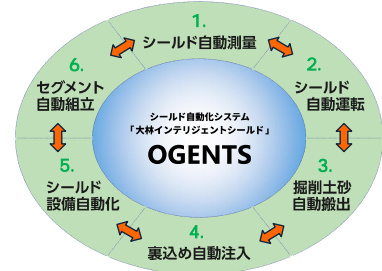 1.
シールド自動測量
2.
シールド
自動運転
3.
掘削土砂
自動搬出
4.
裏込め自動注入
5.
シールド
設備自動化
6.
セグメント
自動組立
シールド自動化システム
「大林インテリジェントシールド」
OGENTS